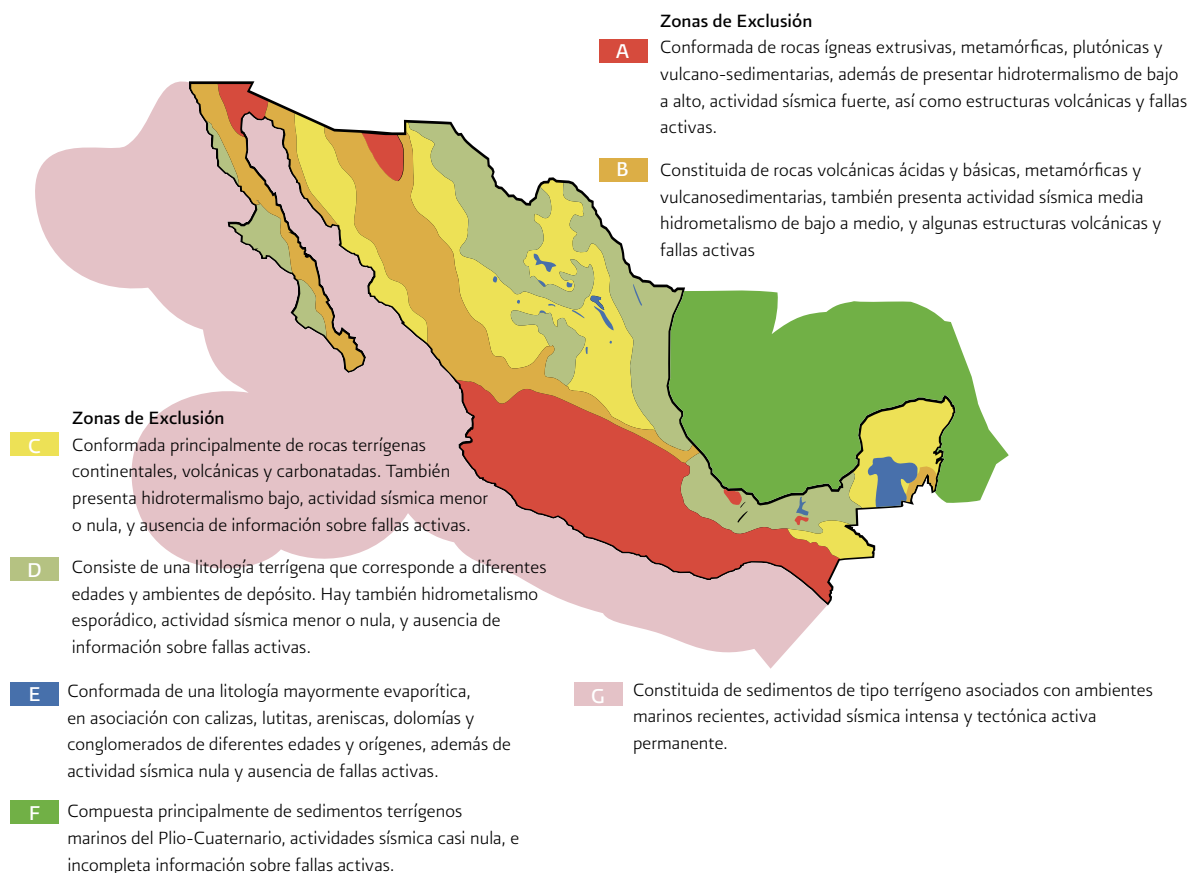 Zonas de Exclusión
A
Conformada de rocas ígneas extrusivas, metamórficas, plutónicas y
vulcano-sedimentarias, además de presentar hidrotermalismo de bajo
a alto, actividad sísmica fuerte, así como estructuras volcánicas y fallas
activas.
B
Constituida de rocas volcánicas ácidas y básicas, metamórficas y
vulcanosedimentarias, también presenta actividad sísmica media
hidrometalismo de bajo a medio, y algunas estructuras volcánicas y
fallas activas
Zonas de Exclusión
C
Conformada principalmente de rocas terrígenas
continentales, volcánicas y carbonatadas. También
presenta hidrotermalismo bajo, actividad sísmica menor
o nula, y ausencia de información sobre fallas activas.
D
Consiste de una litología terrígena que corresponde a diferentes
edades y ambientes de depósito. Hay también hidrometalismo
esporádico, actividad sísmica menor o nula, y ausencia de
información sobre fallas activas.
E
Conformada de una litología mayormente evaporítica,
en asociación con calizas, lutitas, areniscas, dolomías y
conglomerados de diferentes edades y orígenes, además de
actividad sísmica nula y ausencia de fallas activas.
F
Compuesta principalmente de sedimentos terrígenos
marinos del Plio-Cuaternario, actividades sísmica casi nula, e
incompleta información sobre fallas activas.
G
Constituida de sedimentos de tipo terrígeno asociados con ambientes
marinos recientes, actividad sísmica intensa y tectónica activa
permanente.